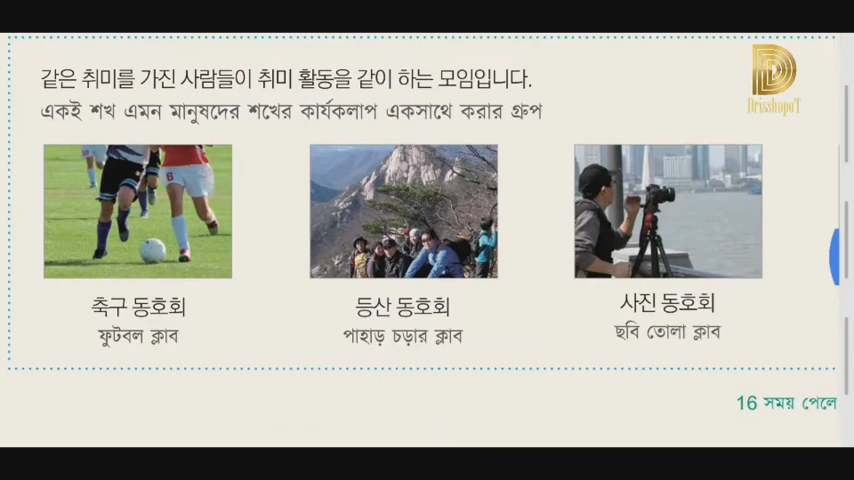 DrisshopoT
같은 취미를 가진 사람들이 취미 활동을 같이 하는 모임입니다.
একই শখ এমন মানুষদের শখের কার্যকলাপ একসাথে করার গ্রুপ
축구 동호회
ফুটবল ক্লাব
등산 동호회
পাহাড় চড়ার ক্লাব
사진 동호회
ছবি তোলা ক্লাব
16 সময় পেলে